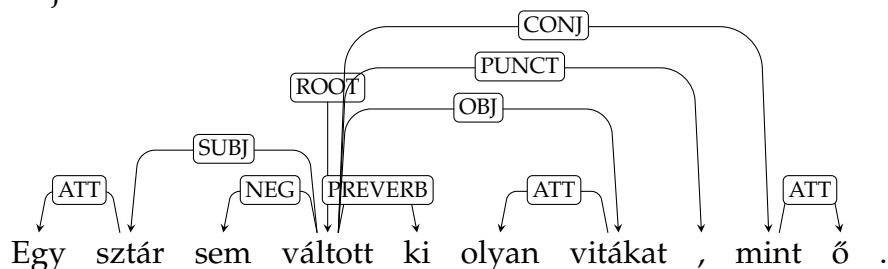 CONJ
PUNCT
ROOT
OBJ
SUBJ
ATT NEG PREVERB ATT ATT
Egy sztár sem váltott ki olyan vitákat , mint ő .